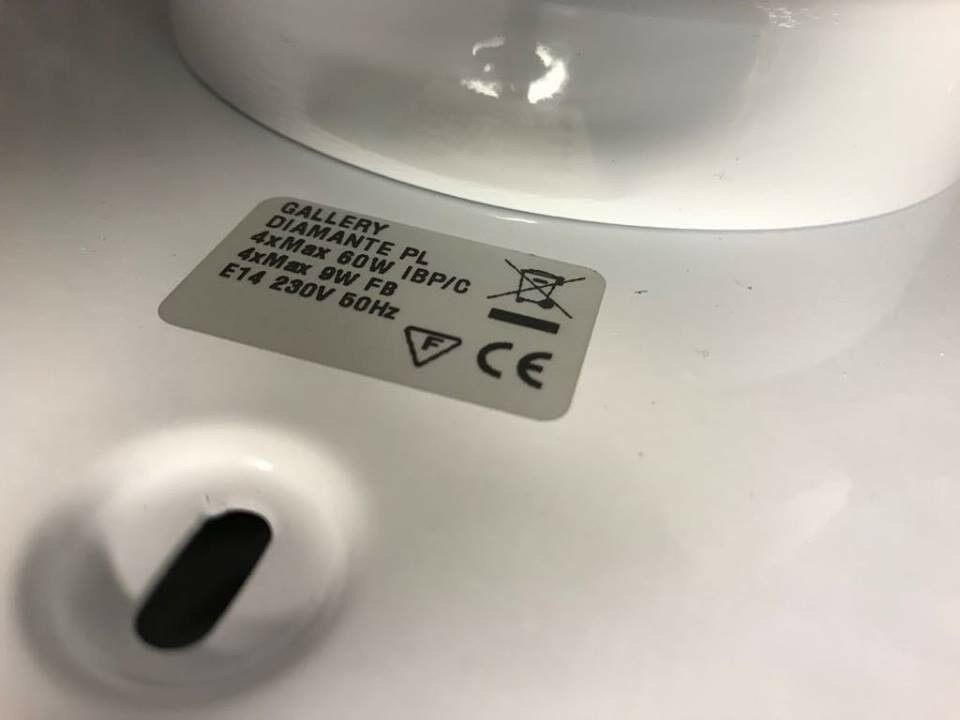 GALLERY
DIAMANTE PL
4xMax 60W IBP/C
4xMax 9W FB
E14 230V 50Hz
F
CE